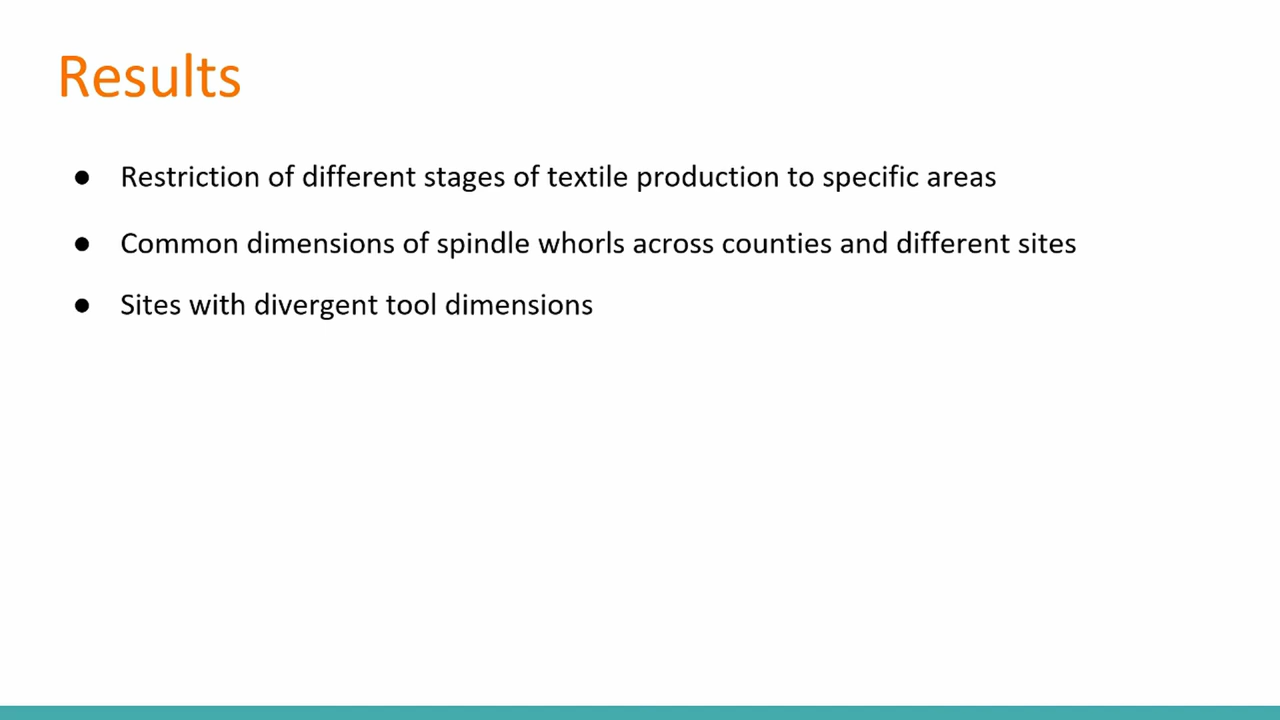 Results
● Restriction of different stages of textile production to specific areas
● Common dimensions of spindle whorls across counties and different sites
● Sites with divergent tool dimensions